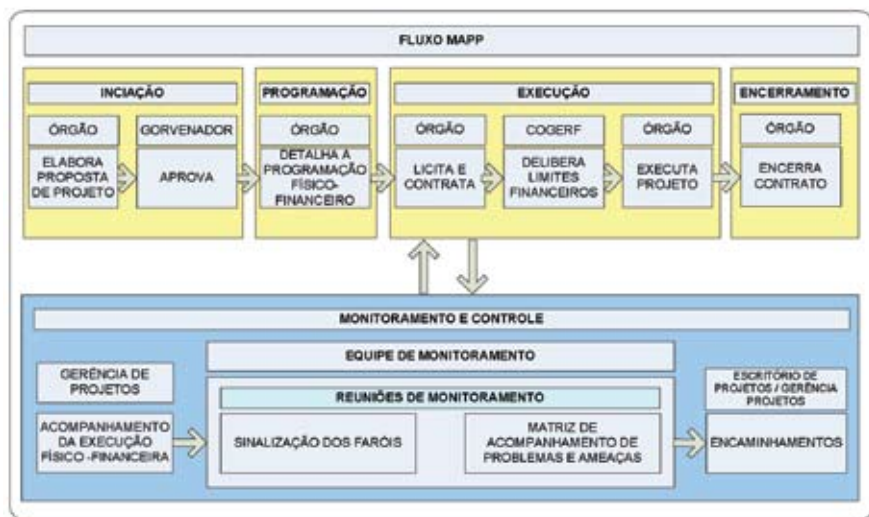 FLUXO MAPP
INCIAÇÃO
ÓRGÃO
ELABORA
PROPOSTA
DE PROJETO
GORVENADOR
APROVA
PROGRAMAÇÃO
ÓRGÃO
DETALHA A
PROGRAMAÇÃO
FÍSICO-
FINANCEIRO
EXECUÇÃO
ÓRGÃO
LICITA E
CONTRATA
COGERF
DELIBERA
LIMITES
FINANCEIROS
ÓRGÃO
EXECUTA
PROJETO
ENCERRAMENTO
ÓRGÃO
ENCERRA
CONTRATO
MONITORAMENTO E CONTROLE
GERÊNCIA DE
PROJETOS
ACOMPANHAMENTO
DA EXECUÇÃO
FÍSICO -FINANCEIRA
EQUIPE DE MONITORAMENTO
REUNIÕES DE MONITORAMENTO
SINALIZAÇÃO DOS FARÓIS
MATRIZ DE
ACOMPANHAMENTO DE
PROBLEMAS E AMEAÇAS
ESCRITÓRIO DE
PROJETOS / GERÊNCIA
PROJETOS
ENCAMINHAMENTOS